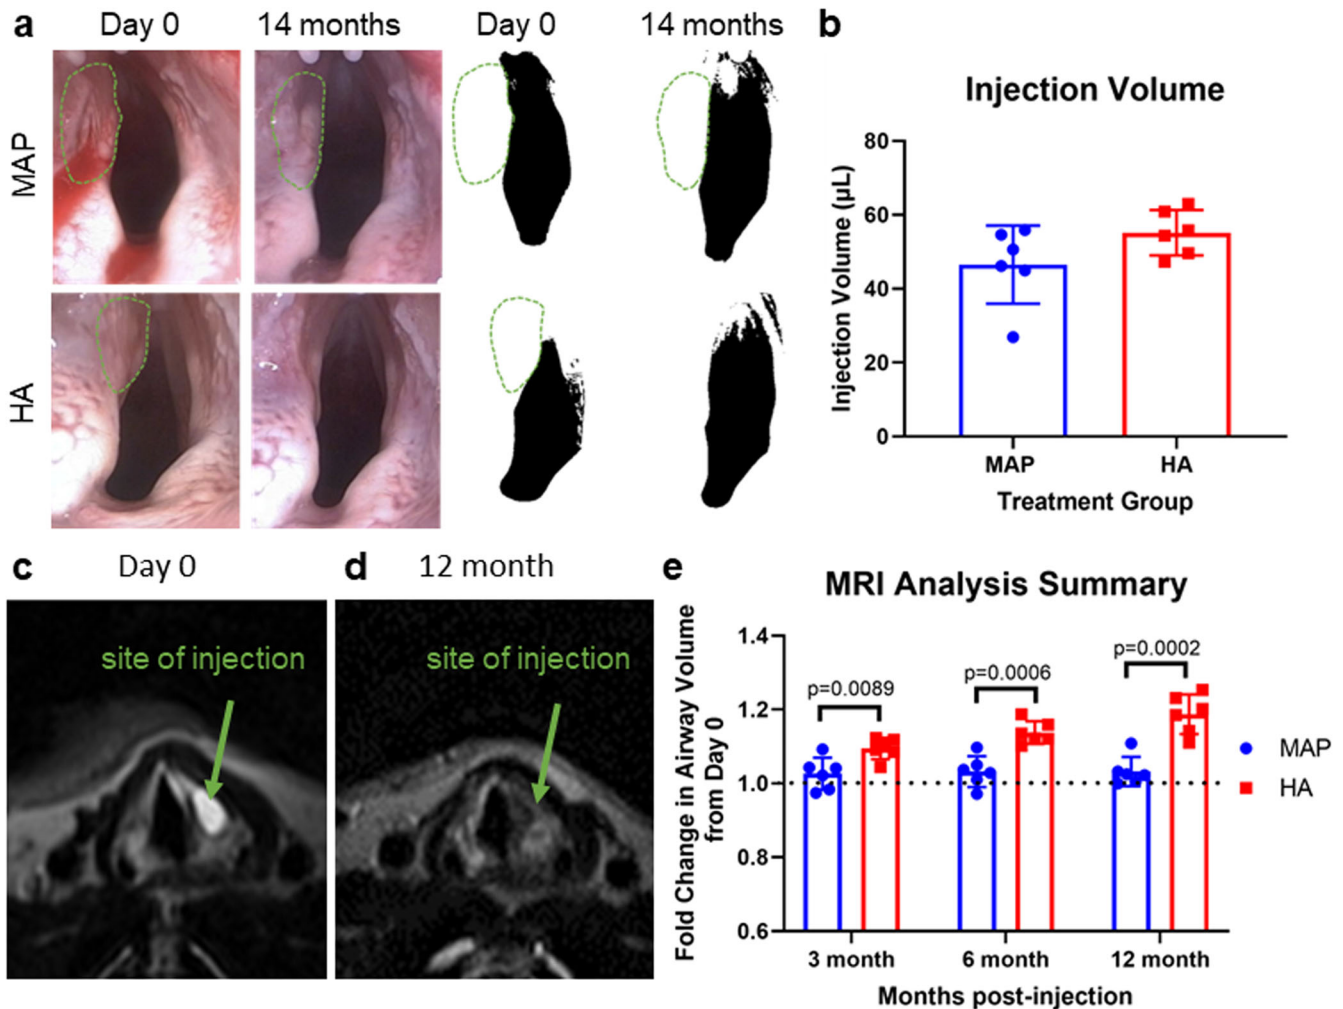 a
Day 0
14 months
Day 0
14 months
MAP
HA
b
Injection Volume
Injection Volume (µL)
80
60
40
20
0
MAP
HA
Treatment Group
c
Day 0
site of injection
d
12 month
site of injection
e
MRI Analysis Summary
Fold Change in Airway Volume
from Day 0
1.4
1.2
1.0
0.8
0.6
p=0.0089
p=0.0006
p=0.0002
3 month
6 month
12 month
Months post-injection
MAP
HA